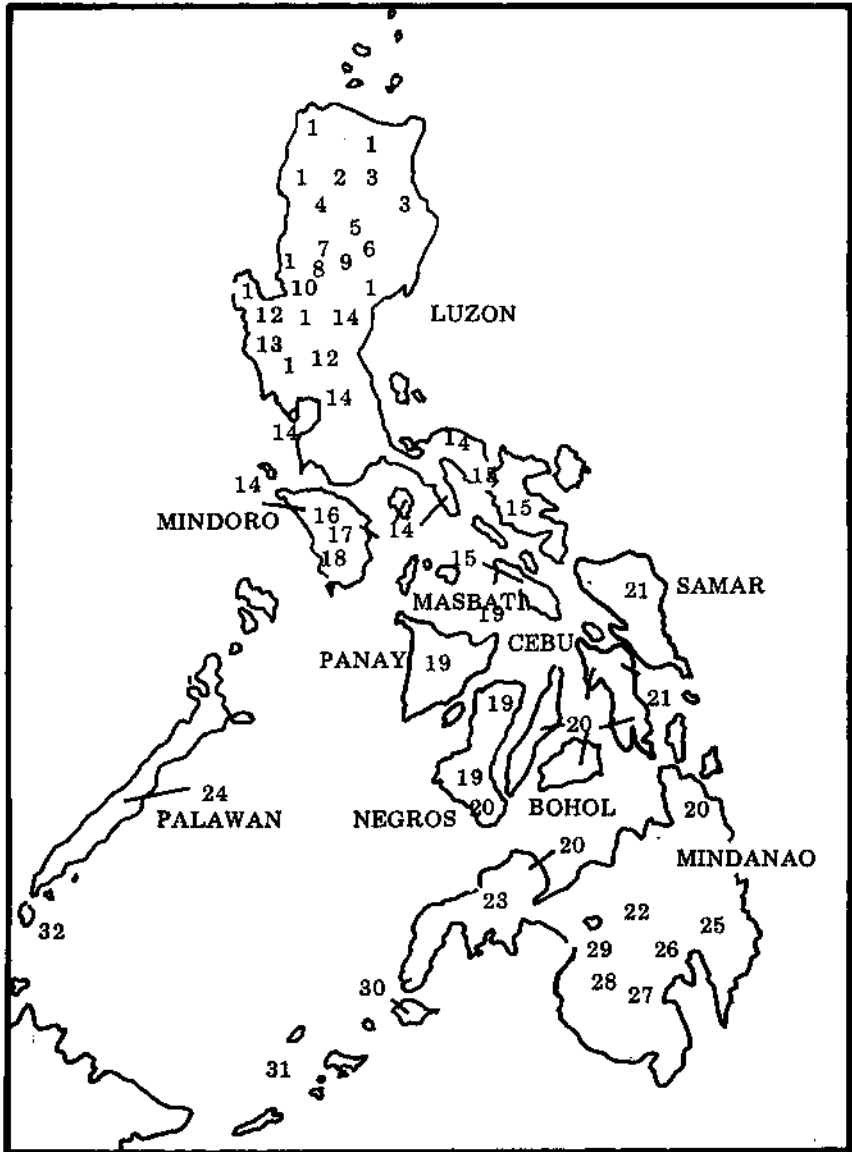 1
1
1 2 3
4 3
5
7 6
1 8 9
1 10 1
12 1 14 LUZON
13
1 12
14
14
14
15
14
15
16
MINDORO 17 14
18
15
MASBATE 21 SAMAR
19
PANAY 19 CEBU
19 21
20
24 19
PALAWAN NEGROS 20 BOHOL 20
20 MINDANAO
23
22
32 25
29 26
30 28 27
31